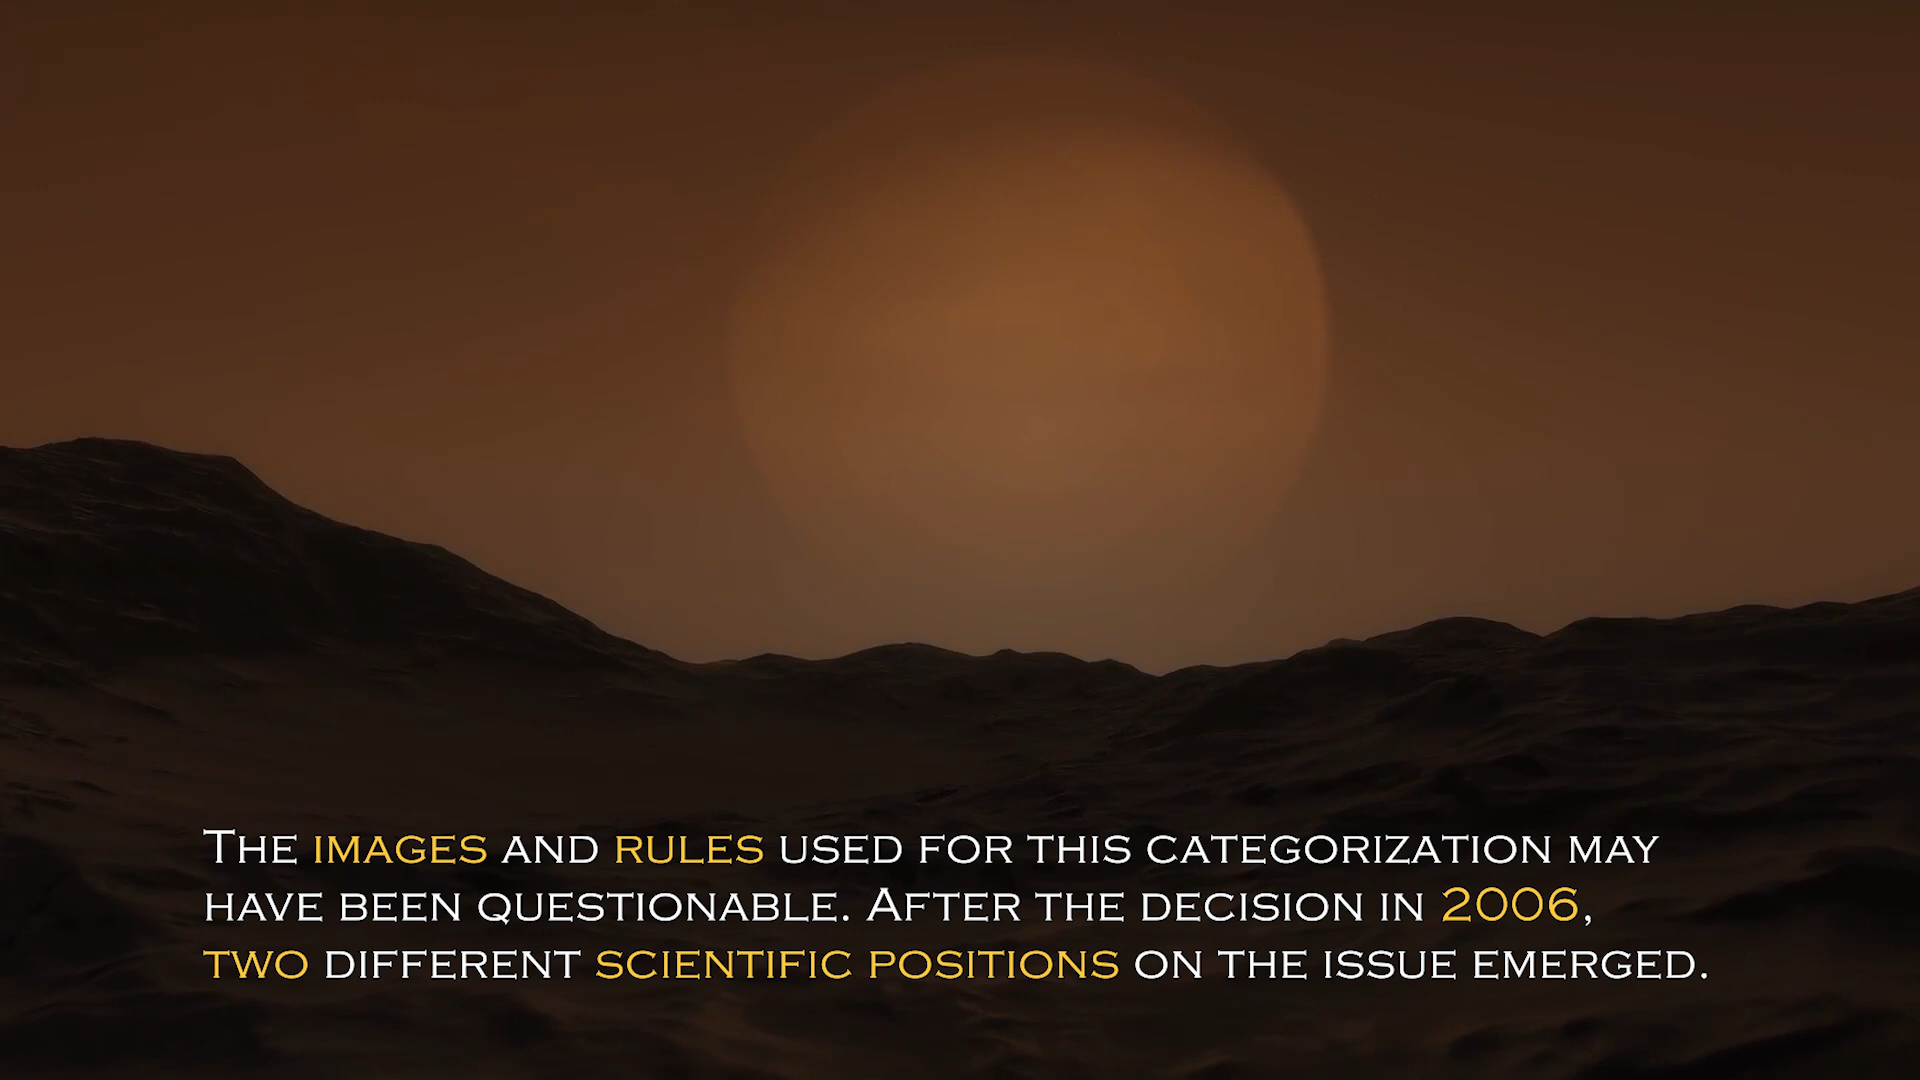 The images and rules used for this categorization may
have been questionable. After the decision in 2006,
two different scientific positions on the issue emerged.